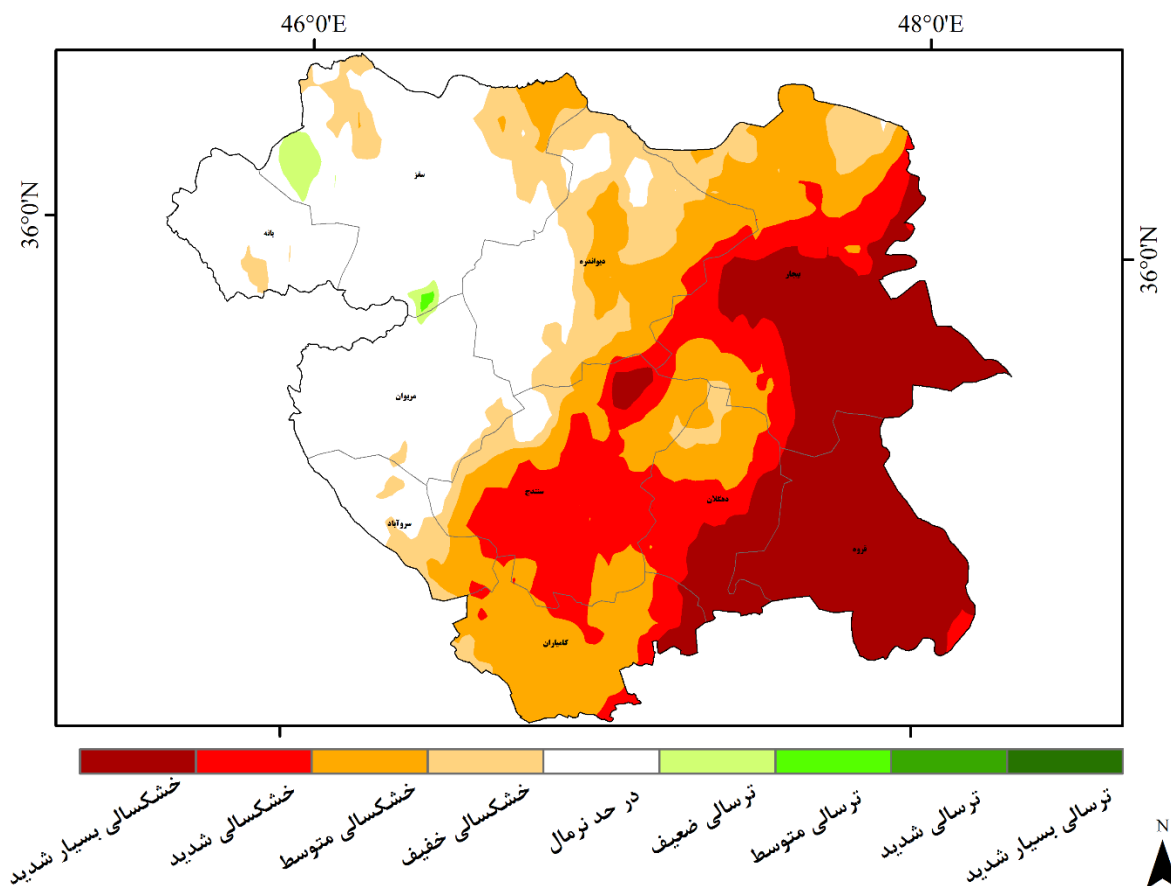 46°0'E 48°0'E
36°0'N 36°0'N
سقز
بانه
دیواندره
بیجار
مریوان
سنندج
دهگلان
سروآباد
قروه
کامیاران
خشکسالی بسیار شدید
خشکسالی شدید
خشکسالی متوسط
خشکسالی خفیف
در حد نرمال
ترسالی ضعیف
ترسالی متوسط
ترسالی شدید
ترسالی بسیار شدید
N